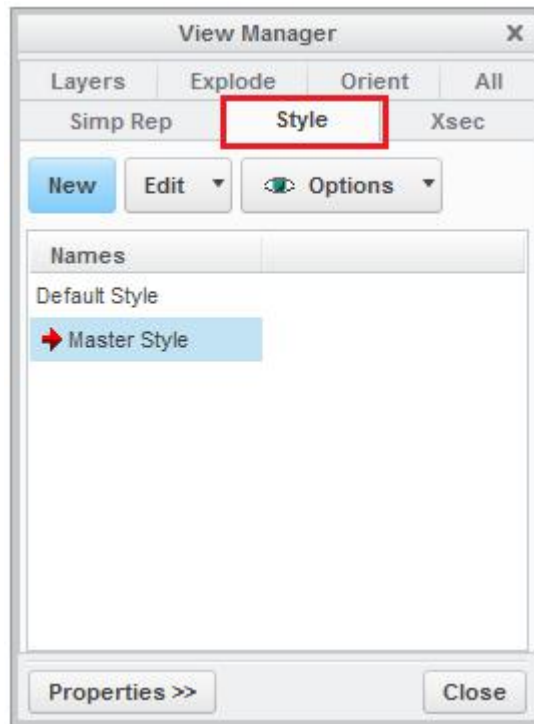 View Manager X
Layers Explode Orient All
Simp Rep Style Xsec
New Edit Options
Names
Default Style
Master Style
Properties >> Close